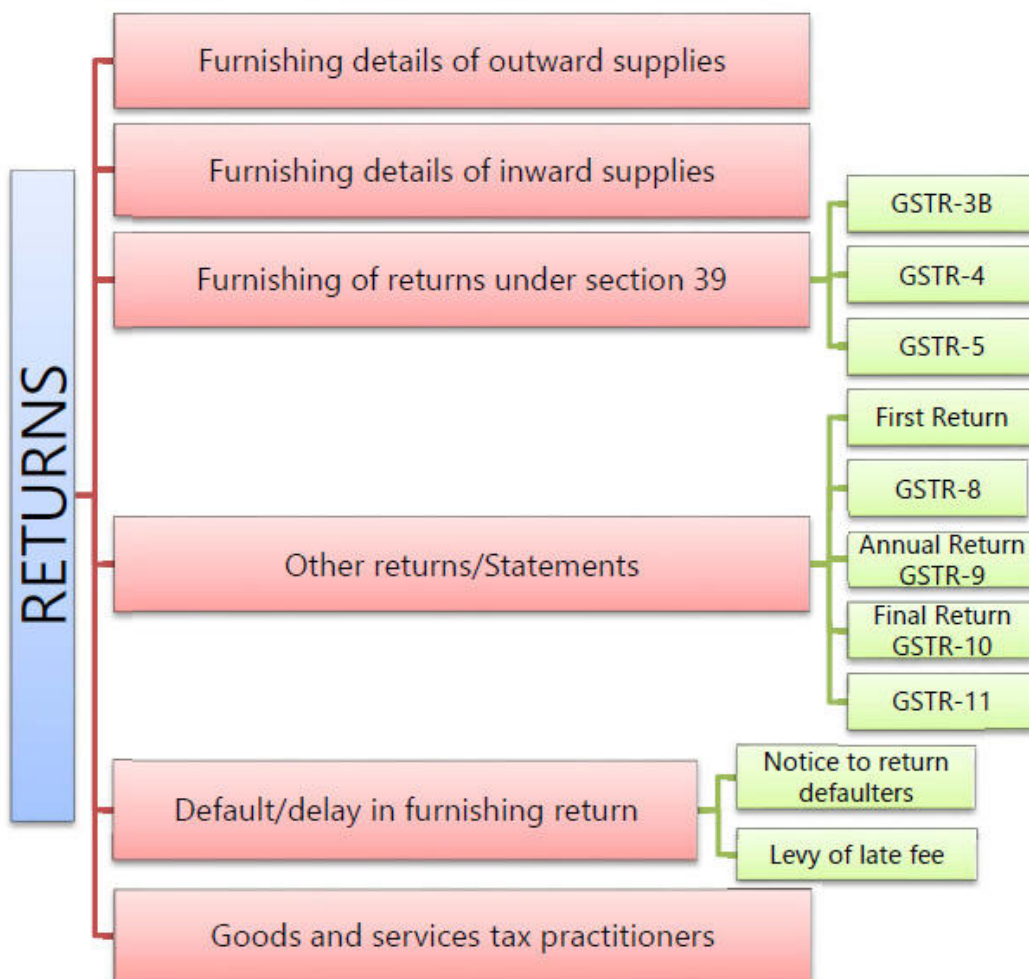 RETURNS
Furnishing details of outward supplies
Furnishing details of inward supplies
Furnishing of returns under section 39
GSTR-3B
GSTR-4
GSTR-5
Other returns/Statements
First Return
GSTR-8
Annual Return
GSTR-9
Final Return
GSTR-10
GSTR-11
Default/delay in furnishing return
Notice to return
defaulters
Levy of late fee
Goods and services tax practitioners